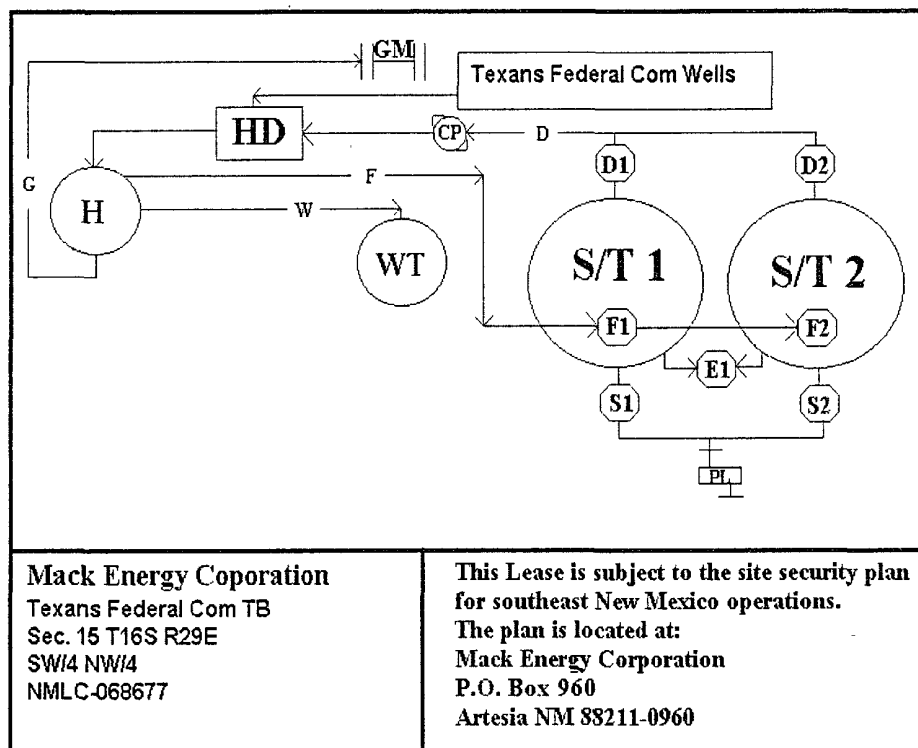 GM
Texans Federal Com Wells
HD
CP
D
D1
D2
G
F
H
W
WT
S/T 1
S/T 2
F1
F2
E1
S1
S2
PL
Mack Energy Coporation
Texans Federal Com TB
Sec. 15 T16S R29E
SW/4 NW/4
NMLC-068677
This Lease is subject to the site security plan
for southeast New Mexico operations.
The plan is located at:
Mack Energy Corporation
P.O. Box 960
Artesia NM 88211-0960